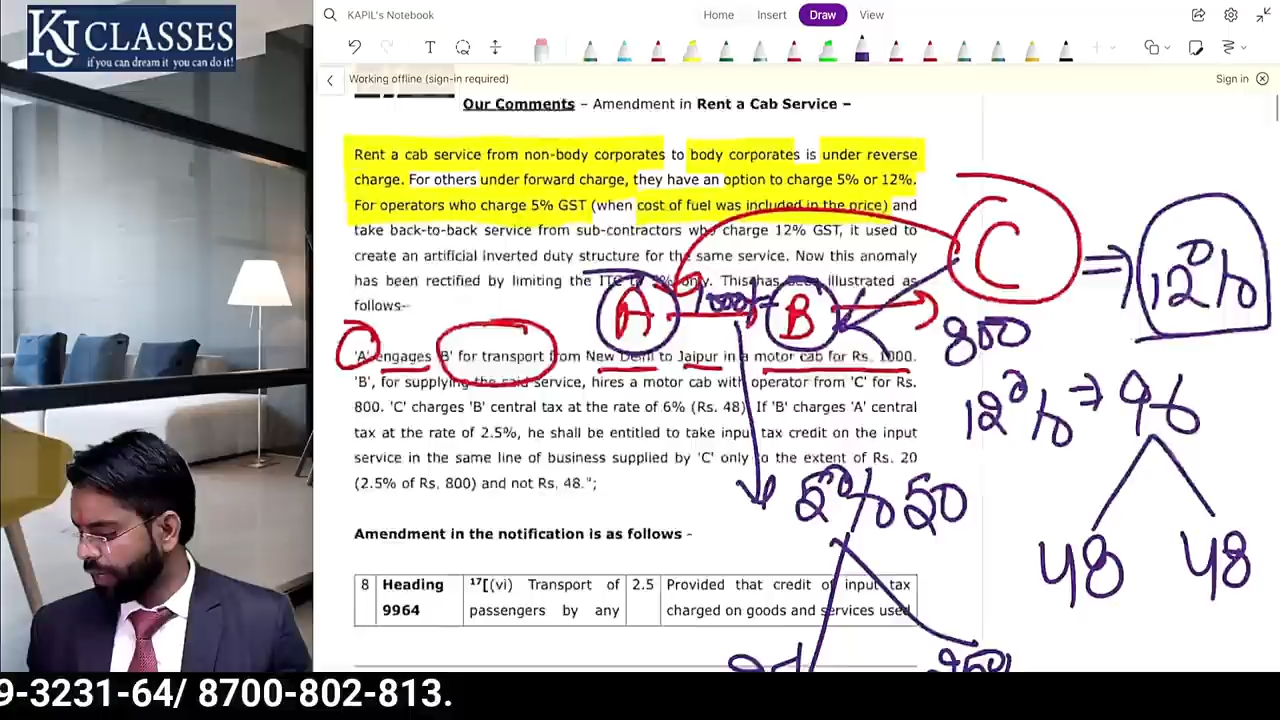 KJ CLASSES
if you can dream it you can do it!
KAPIL's Notebook
Home Insert Draw View
Working offline (sign-in required)
Sign in
Our Comments – Amendment in Rent a Cab Service –
Rent a cab service from non-body corporates to body corporates is under reverse
charge. For others under forward charge, they have an option to charge 5% or 12%.
For operators who charge 5% GST (when cost of fuel was included in the price) and
take back-to-back service from sub-contractors who charge 12% GST, it used to
create an artificial inverted duty structure for the same service. Now this anomaly
has been rectified by limiting the ITC to 5% only. This has been illustrated as
follows-
'A' engages 'B' for transport from New Delhi to Jaipur in a motor cab for Rs. 1000.
'B', for supplying the said service, hires a motor cab with operator from 'C' for Rs.
800. 'C' charges 'B' central tax at the rate of 6% (Rs. 48). If 'B' charges 'A' central
tax at the rate of 2.5%, he shall be entitled to take input tax credit on the input
service in the same line of business supplied by 'C' only to the extent of Rs. 20
(2.5% of Rs. 800) and not Rs. 48.";
Amendment in the notification is as follows -
8 Heading 17[(vi) Transport of 2.5 Provided that credit of input tax
9964 passengers by any charged on goods and services used
A
B
C
12%
800
12% ⇒ 96
48 48
5% 50
9-3231-64/ 8700-802-813.